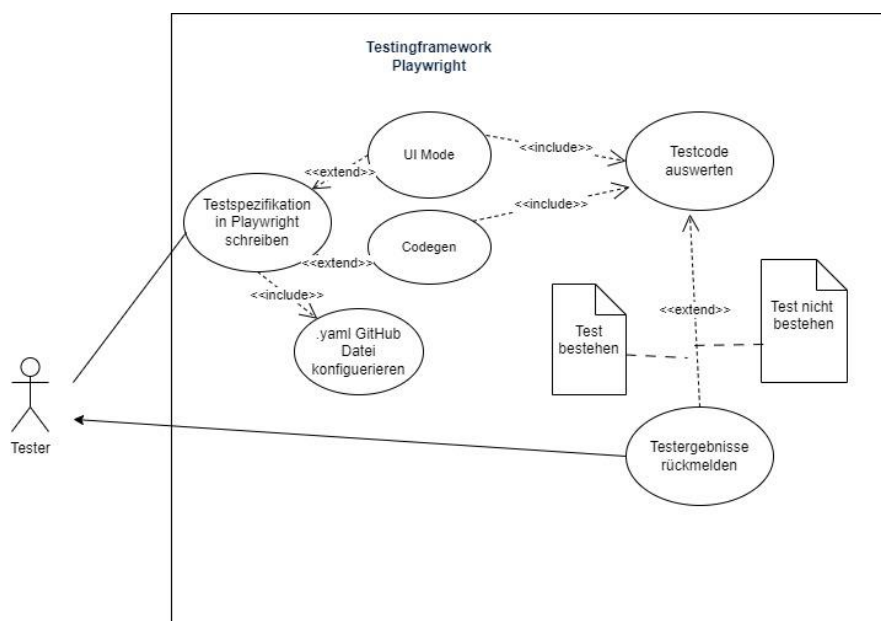 Testingframework
Playwright
UI Mode
<<include>>
Testcode
auswerten
<<extend>>
Testspezifikation
in Playwright
schreiben
<<include>>
Codegen
<<extend>>
<<include>>
.yaml GitHub
Datei
konfiguerieren
Test
bestehen
<<extend>>
Test nicht
bestehen
Tester
Testergebnisse
rückmelden